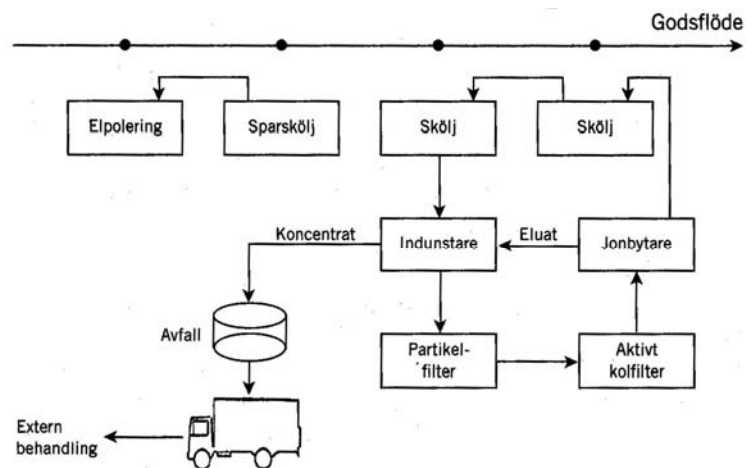 Godsflöde
Elpolering
Sparskölj
Skölj
Skölj
Koncentrat
Indunstare
Eluat
Jonbytare
Avfall
Partikel-
filter
Aktivt
kolfilter
Extern
behandling